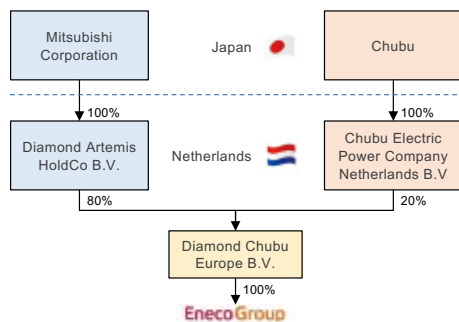 Mitsubishi
Corporation
Japan
Chubu
100%
100%
Diamond Artemis
HoldCo B.V.
Netherlands
Chubu Electric
Power Company
Netherlands B.V
80%
20%
Diamond Chubu
Europe B.V.
100%
EnecoGroup